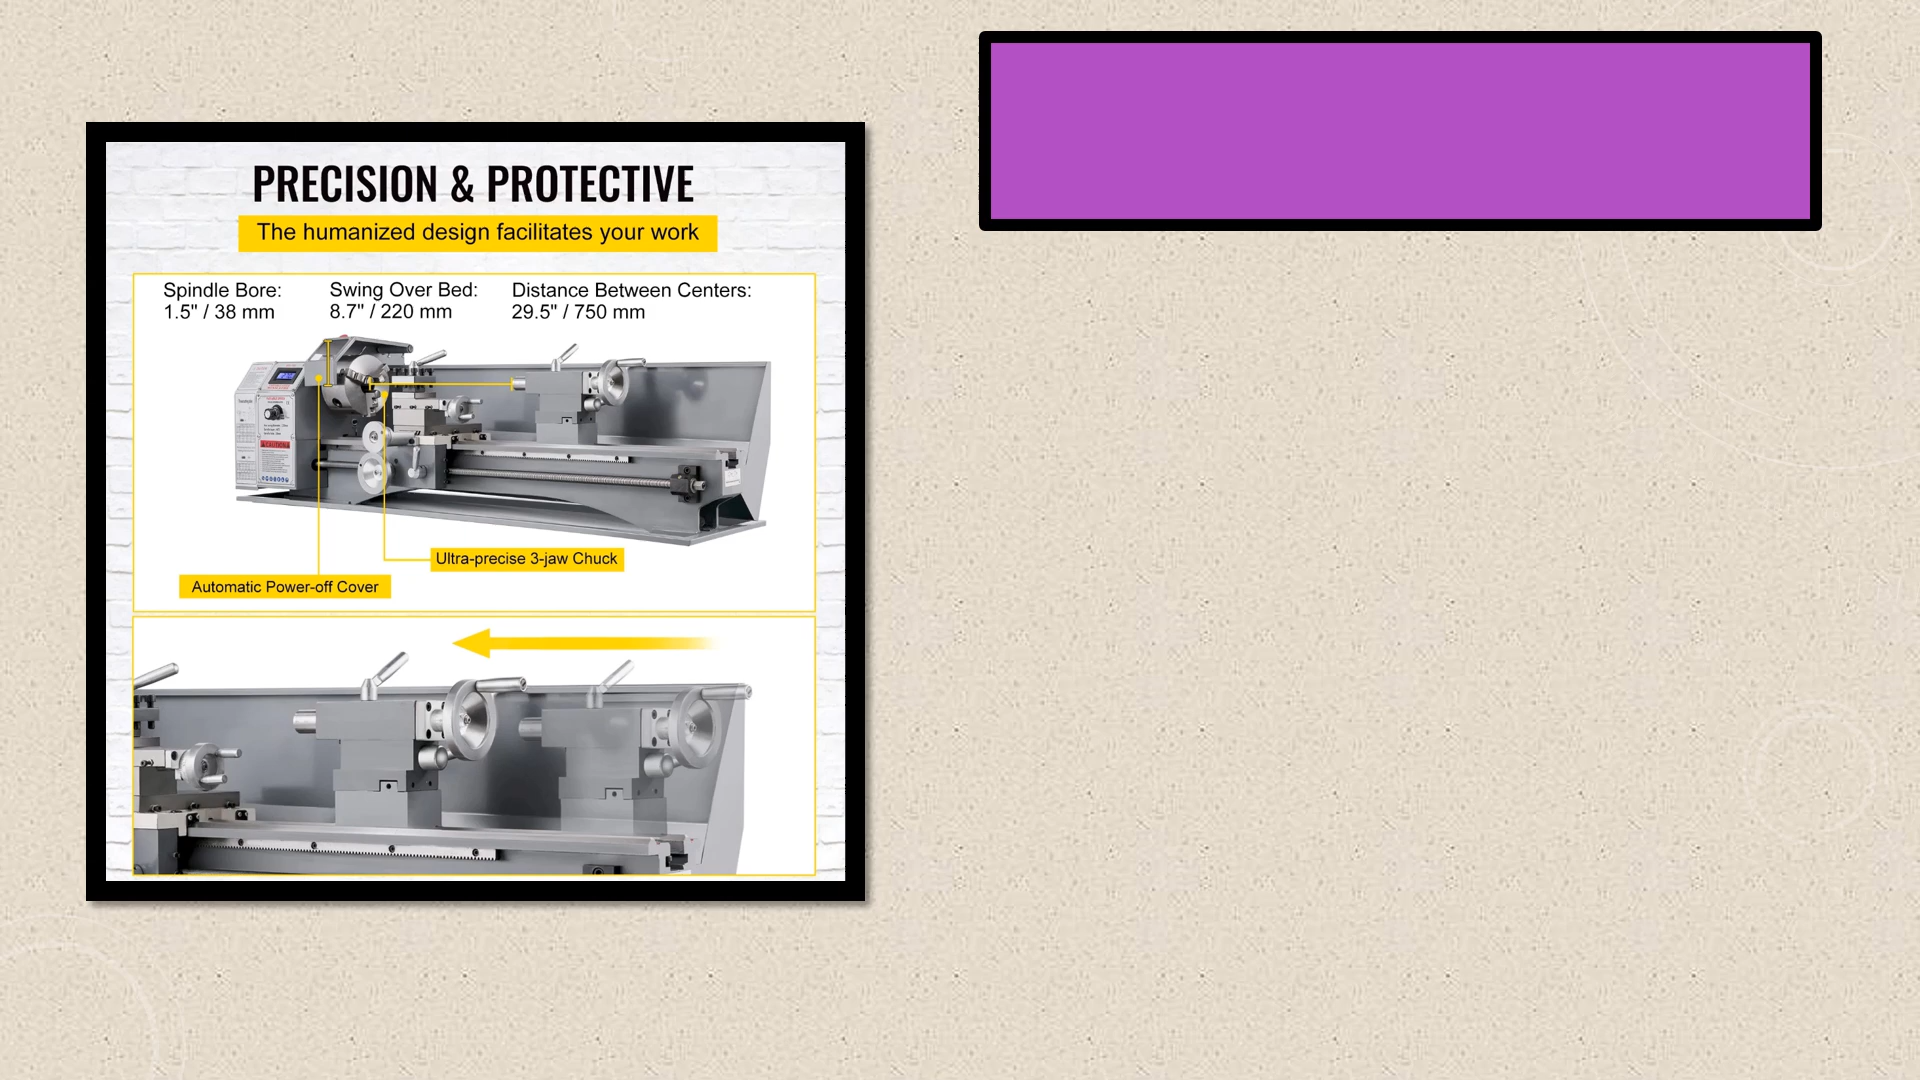 PRECISION & PROTECTIVE
The humanized design facilitates your work
Spindle Bore:
1.5" / 38 mm
Swing Over Bed:
8.7" / 220 mm
Distance Between Centers:
29.5" / 750 mm
Ultra-precise 3-jaw Chuck
Automatic Power-off Cover